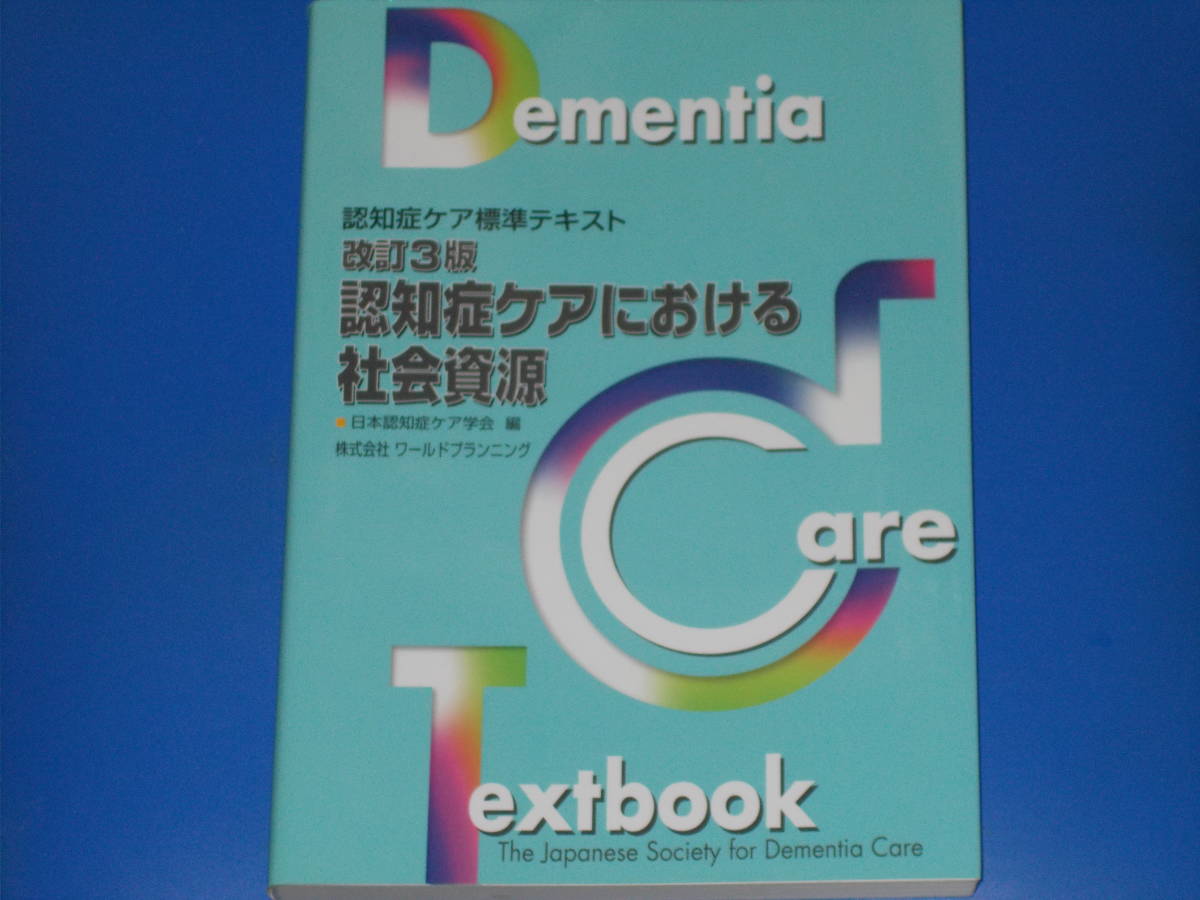 Dementia
認知症ケア標準テキスト
改訂3版
認知症ケアにおける
社会資源
日本認知症ケア学会 編
株式会社 ワールドプランニング
Care
Textbook
The Japanese Society for Dementia Care